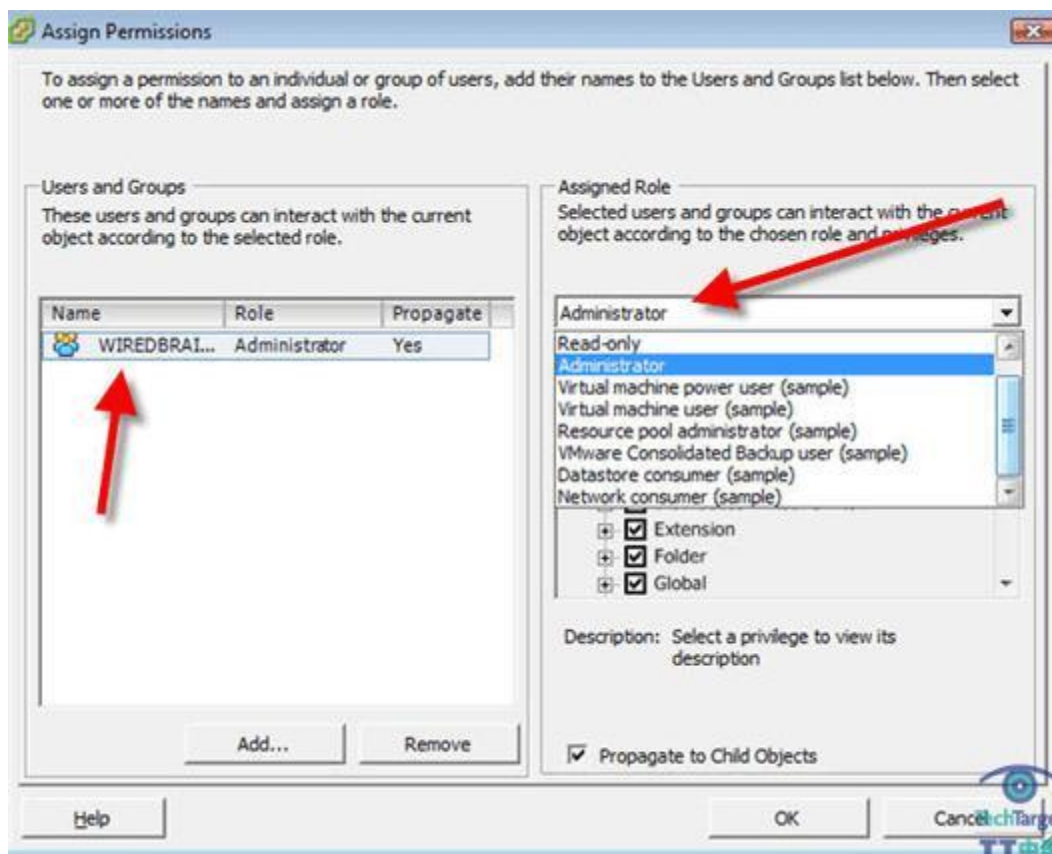 Assign Permissions
To assign a permission to an individual or group of users, add their names to the Users and Groups list below. Then select
one or more of the names and assign a role.
Users and Groups
These users and groups can interact with the current
object according to the selected role.
Name Role Propagate
WIREDBRAI... Administrator Yes
Add... Remove
Assigned Role
Selected users and groups can interact with the current
object according to the chosen role and privileges.
Administrator
Read-only
Administrator
Virtual machine power user (sample)
Virtual machine user (sample)
Resource pool administrator (sample)
VMware Consolidated Backup user (sample)
Datastore consumer (sample)
Network consumer (sample)
Extension
Folder
Global
Description: Select a privilege to view its
description
Propagate to Child Objects
Help OK Cancel